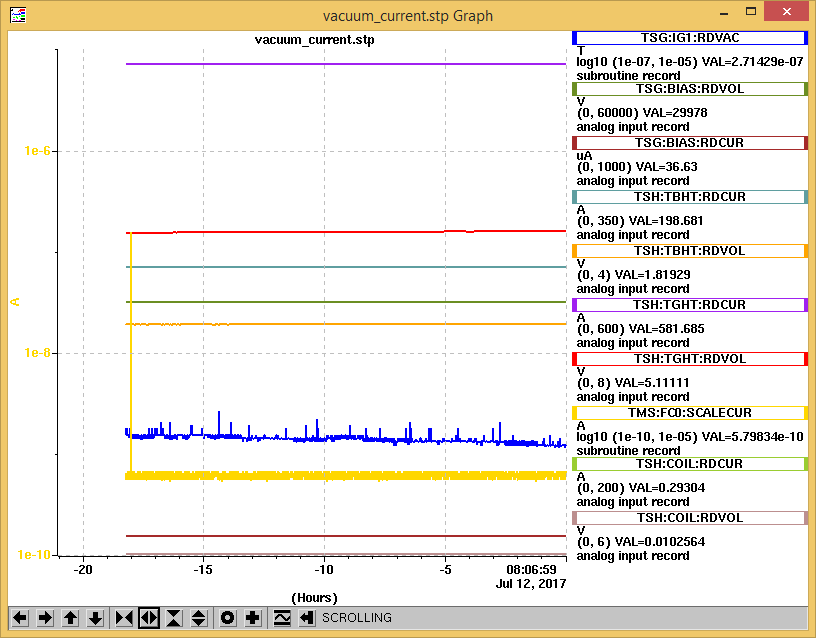 vacuum_current.stp Graph
vacuum_current.stp
1e-6
A
1e-8
1e-10
-20
-15
-10
-5
08:06:59
Jul 12, 2017
(Hours)
TSG:IG1:RDVAC
T
log10 (1e-07, 1e-05) VAL=2.71429e-07
subroutine record
TSG:BIAS:RDVOL
V
(0, 60000) VAL=29978
analog input record
TSG:BIAS:RDCUR
uA
(0, 1000) VAL=36.63
analog input record
TSH:TBHT:RDCUR
A
(0, 350) VAL=198.681
analog input record
TSH:TBHT:RDVOL
V
(0, 4) VAL=1.81929
analog input record
TSH:TGHT:RDCUR
A
(0, 600) VAL=581.685
analog input record
TSH:TGHT:RDVOL
V
(0, 8) VAL=5.11111
analog input record
TMS:FC0:SCALECUR
A
log10 (1e-10, 1e-05) VAL=5.79834e-10
subroutine record
TSH:COIL:RDCUR
A
(0, 200) VAL=0.29304
analog input record
TSH:COIL:RDVOL
V
(0, 6) VAL=0.0102564
analog input record
SCROLLING